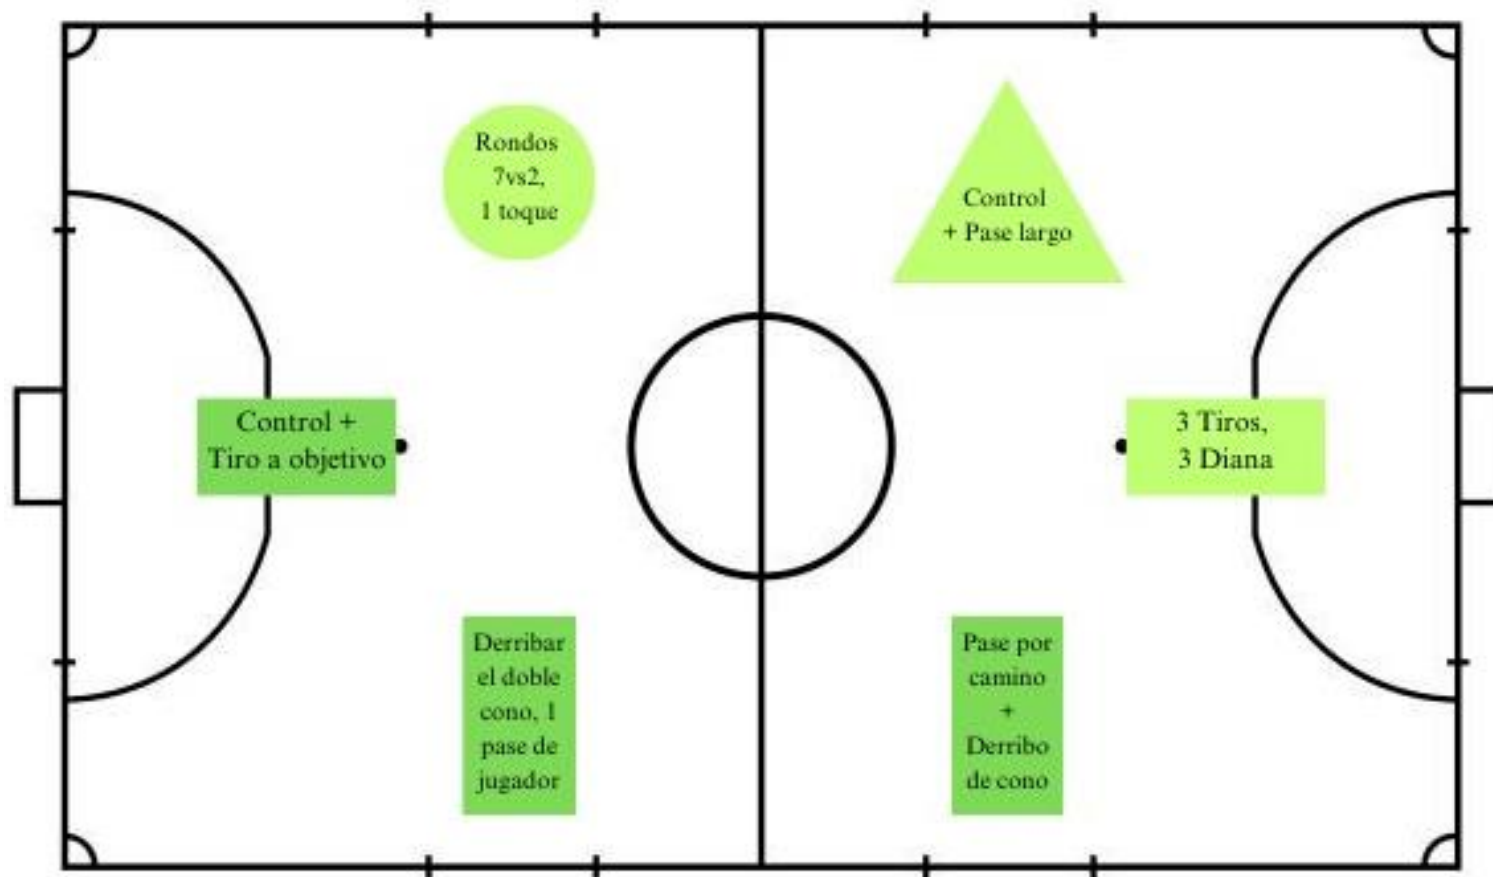 Rondos
7vs2,
1 toque
Control
+ Pase largo
Control +
Tiro a objetivo
3 Tiros,
3 Diana
Derribar
el doble
cono, 1
pase de
jugador
Pase por
camino
+
Derribo
de cono